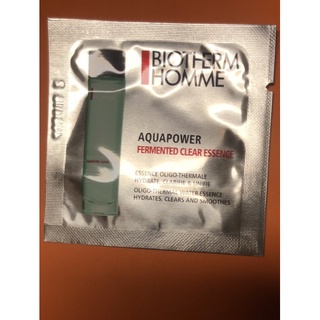 BIOTHERM
HOMME
AQUAPOWER
FERMENTED CLEAR ESSENCE
ESSENCE OLIGO-THERMALE
HYDRATE, CLARIFIE & UNIFIE
OLIGO-THERMAL WATER ESSENCE
HYDRATES, CLEARS AND SMOOTHES